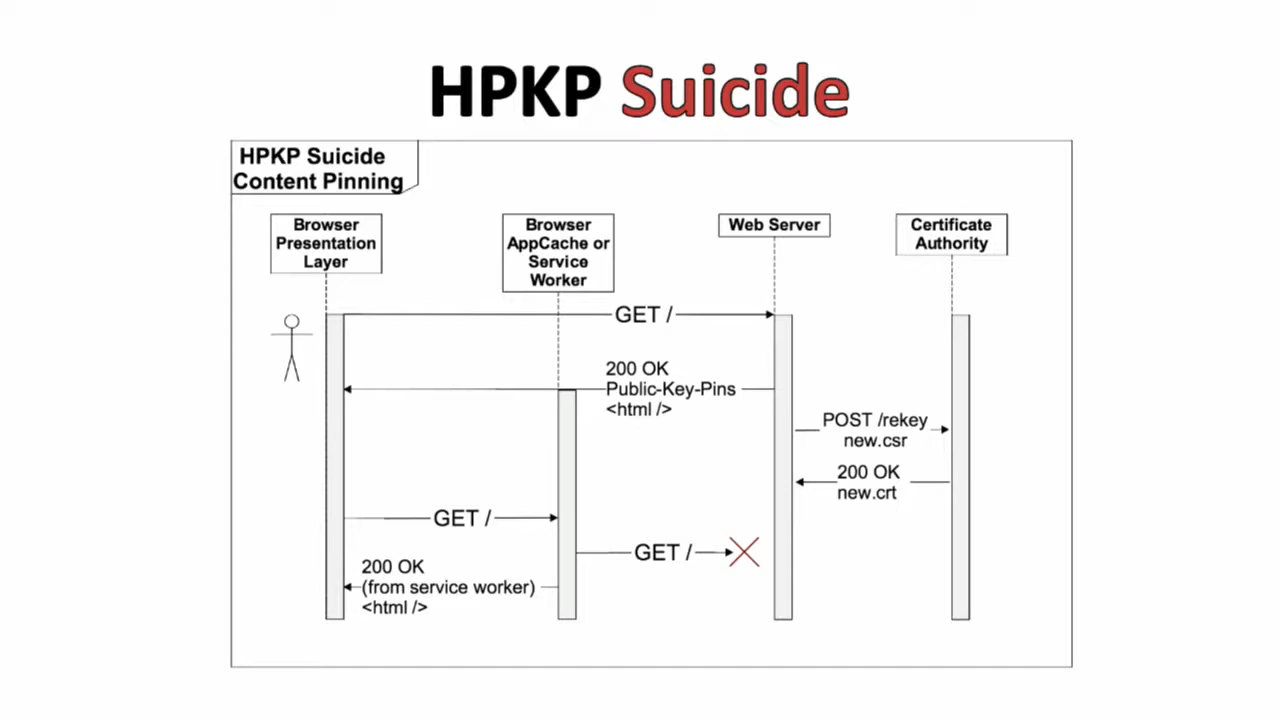 HPKP Suicide
HPKP Suicide
Content Pinning
Browser
Presentation
Layer
Browser
AppCache or
Service
Worker
Web Server
Certificate
Authority
GET /
200 OK
Public-Key-Pins
<html />
POST /rekey
new.csr
200 OK
new.crt
GET /
GET /
200 OK
(from service worker)
<html />